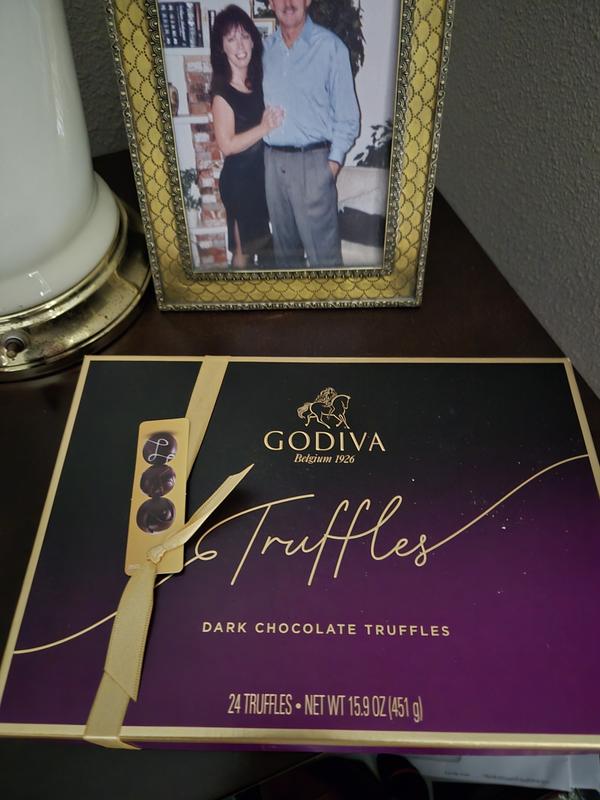 GODIVA
Belgium 1926
Truffles
DARK CHOCOLATE TRUFFLES
24 TRUFFLES • NET WT 15.9 OZ (451 g)